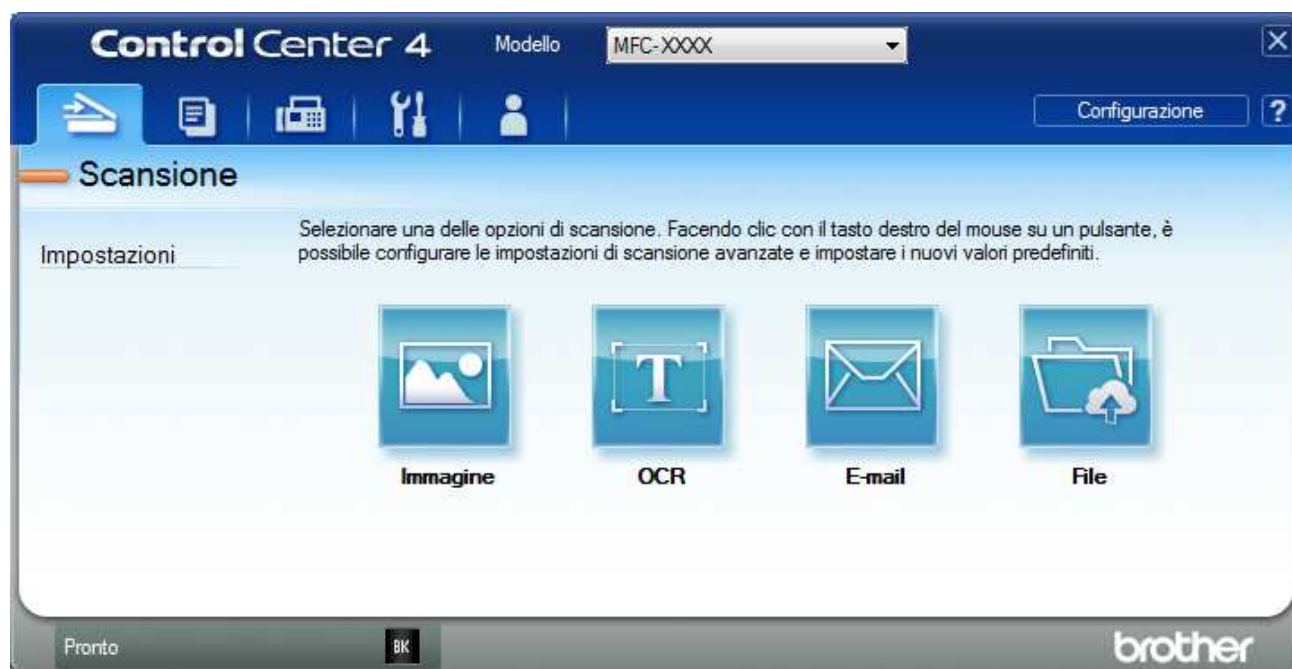 Control Center 4
Modello
MFC-XXXX
Configurazione
?
Scansione
Impostazioni
Selezionare una delle opzioni di scansione. Facendo clic con il tasto destro del mouse su un pulsante, è
possibile configurare le impostazioni di scansione avanzate e impostare i nuovi valori predefiniti.
T
Immagine
OCR
E-mail
File
Pronto
BK
brother